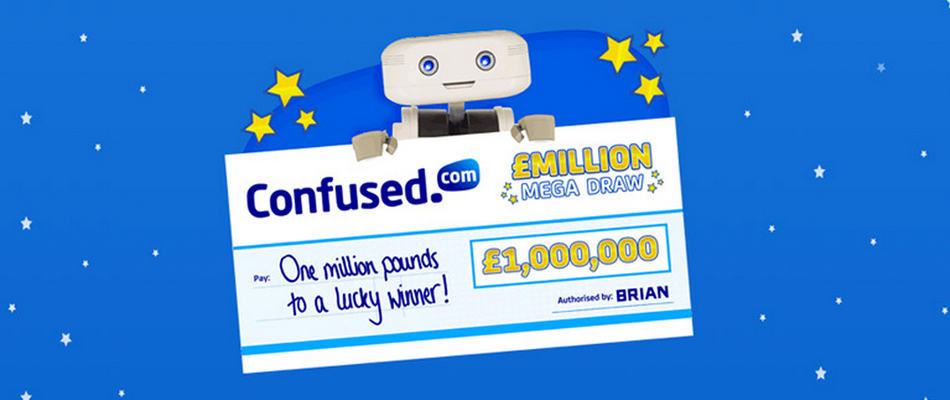 Confused.com
£MILLION
MEGA DRAW
Pay: One million pounds
to a lucky winner!
£1,000,000
Authorised by: BRIAN